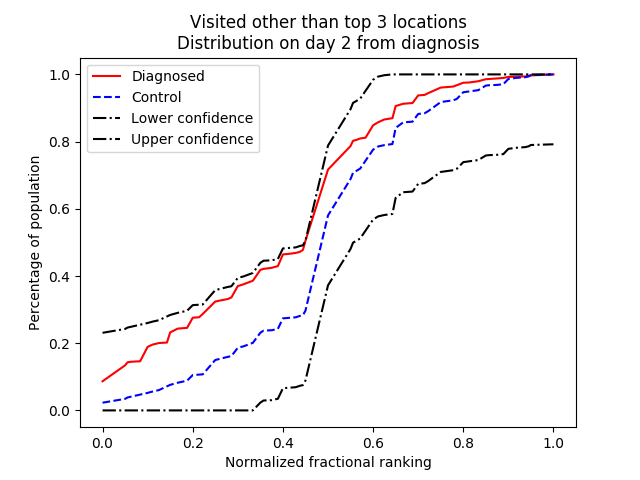 Visited other than top 3 locations
Distribution on day 2 from diagnosis
Diagnosed
Control
Lower confidence
Upper confidence
Percentage of population
1.0
0.8
0.6
0.4
0.2
0.0
0.0 0.2 0.4 0.6 0.8 1.0
Normalized fractional ranking